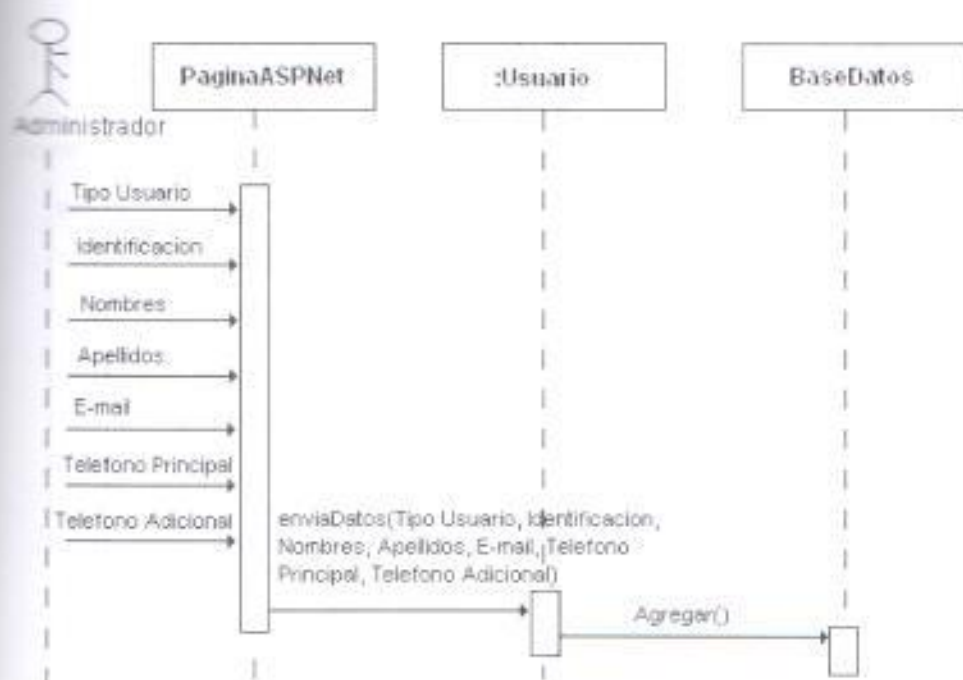 PaginaASPNet
:Usuario
BaseDatos
Administrador
Tipo Usuario
Identificacion
Nombres
Apellidos
E-mail
Telefono Principal
Telefono Adicional
enviaDatos(Tipo Usuario, Identificacion,
Nombres, Apellidos, E-mail, Telefono
Principal, Telefono Adicional)
Agregar()